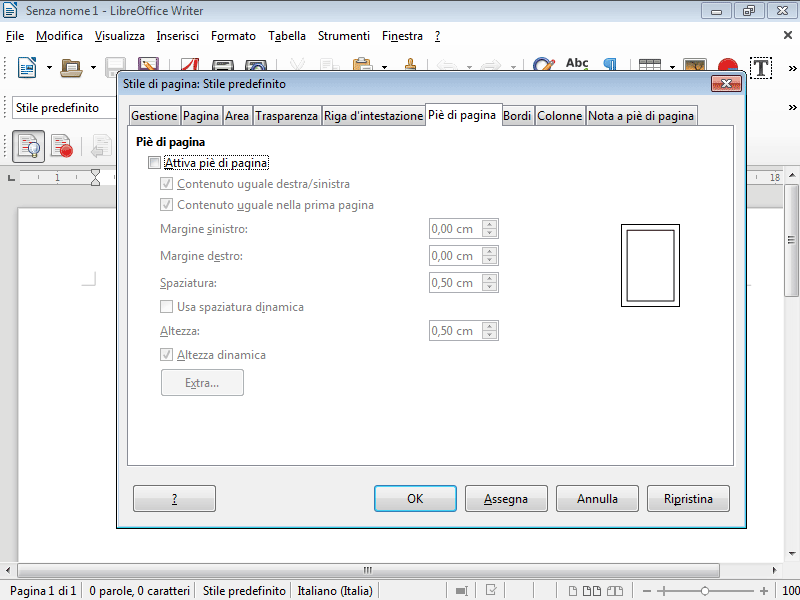 Senza nome 1 - LibreOffice Writer
File Modifica Visualizza Inserisci Formato Tabella Strumenti Finestra ?
Abc
T
Stile predefinito
Stile di pagina: Stile predefinito
Gestione Pagina Area Trasparenza Riga d'intestazione Piè di pagina Bordi Colonne Nota a piè di pagina
1 18
Piè di pagina
Attiva piè di pagina
Contenuto uguale destra/sinistra
Contenuto uguale nella prima pagina
Margine sinistro: 0,00 cm
Margine destro: 0,00 cm
Spaziatura: 0,50 cm
Usa spaziatura dinamica
Altezza: 0,50 cm
Altezza dinamica
Extra...
? OK Assegna Annulla Ripristina
Pagina 1 di 1 0 parole, 0 caratteri Stile predefinito Italiano (Italia) 100